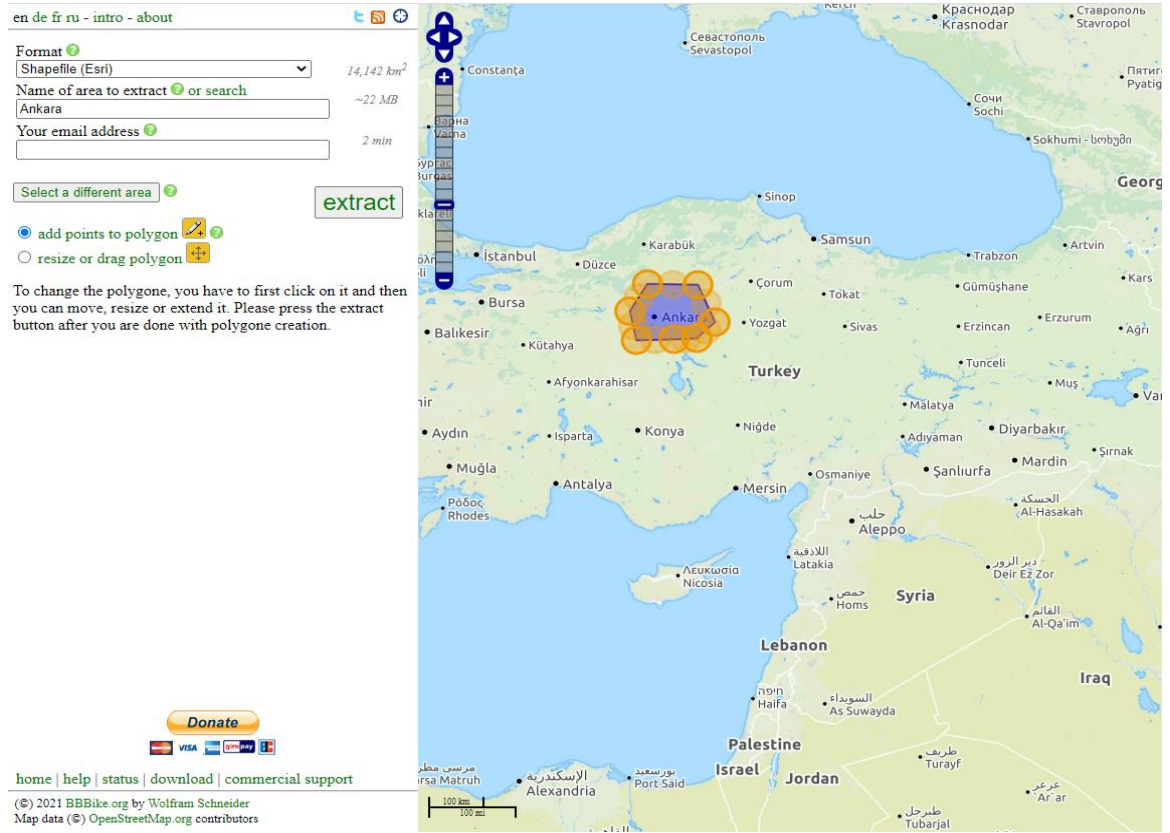 en de fr ru - intro - about
Format
Shapefile (Esri)
14,142 km2
Name of area to extract or search
~22 MB
Ankara
Your email address
2 min
Select a different area
extract
add points to polygon
resize or drag polygon
To change the polygone, you have to first click on it and then
you can move, resize or extend it. Please press the extract
button after you are done with polygone creation.
Donate
VISA
giro pay
home | help | status | download | commercial support
(©) 2021 BBBike.org by Wolfram Schneider
Map data (©) OpenStreetMap.org contributors
Краснодар
Krasnodar
Ставрополь
Stavropol
Севастополь
Sevastopol
Constanța
Сочи
Sochi
Варна
Varna
Sokhumi - სოხუმი
Sinop
İstanbul
Karabük
Samsun
Düzce
Trabzon
Artvin
Bursa
Çorum
Tokat
Gümüşhane
Kars
Ankara
Balıkesir
Kütahya
Yozgat
Sivas
Erzincan
Erzurum
Ağrı
Turkey
Tunceli
Afyonkarahisar
Muş
Malatya
Aydın
Isparta
Konya
Niğde
Adıyaman
Diyarbakır
Şırnak
Muğla
Antalya
Mersin
Osmaniye
Şanlıurfa
Mardin
Ρόδος
Rhodes
حلب
Aleppo
الحسكة
Al-Hasakah
Λευκωσία
Nicosia
اللاذقية
Latakia
دير الزور
Deir Ez Zor
حمص
Homs
Syria
القائم
Al-Qa'im
Lebanon
Iraq
חיפה
Haifa
السويداء
As Suwayda
Palestine
Israel
Jordan
طريف
Turayf
الإسكندرية
Alexandria
بورسعيد
Port Said
عرعر
Ar'ar
طبرجل
Tubarjal
100 km
100 mi